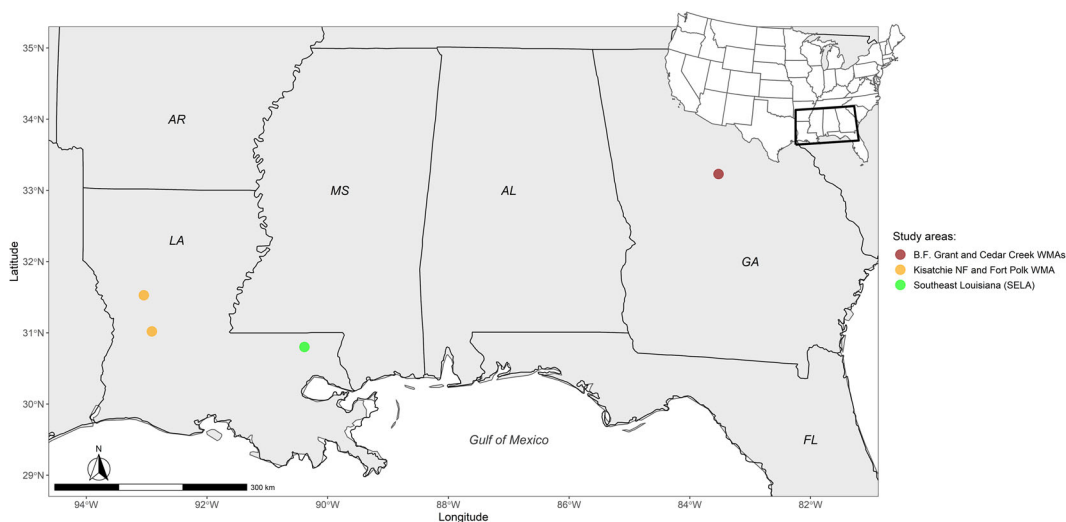 35°N
34°N
33°N
32°N
31°N
30°N
29°N
Latitude
AR
MS
AL
LA
GA
FL
Gulf of Mexico
N
300 km
94°W
92°W
90°W
88°W
86°W
84°W
82°W
Longitude
Study areas:
B.F. Grant and Cedar Creek WMAs
Kisatchie NF and Fort Polk WMA
Southeast Louisiana (SELA)